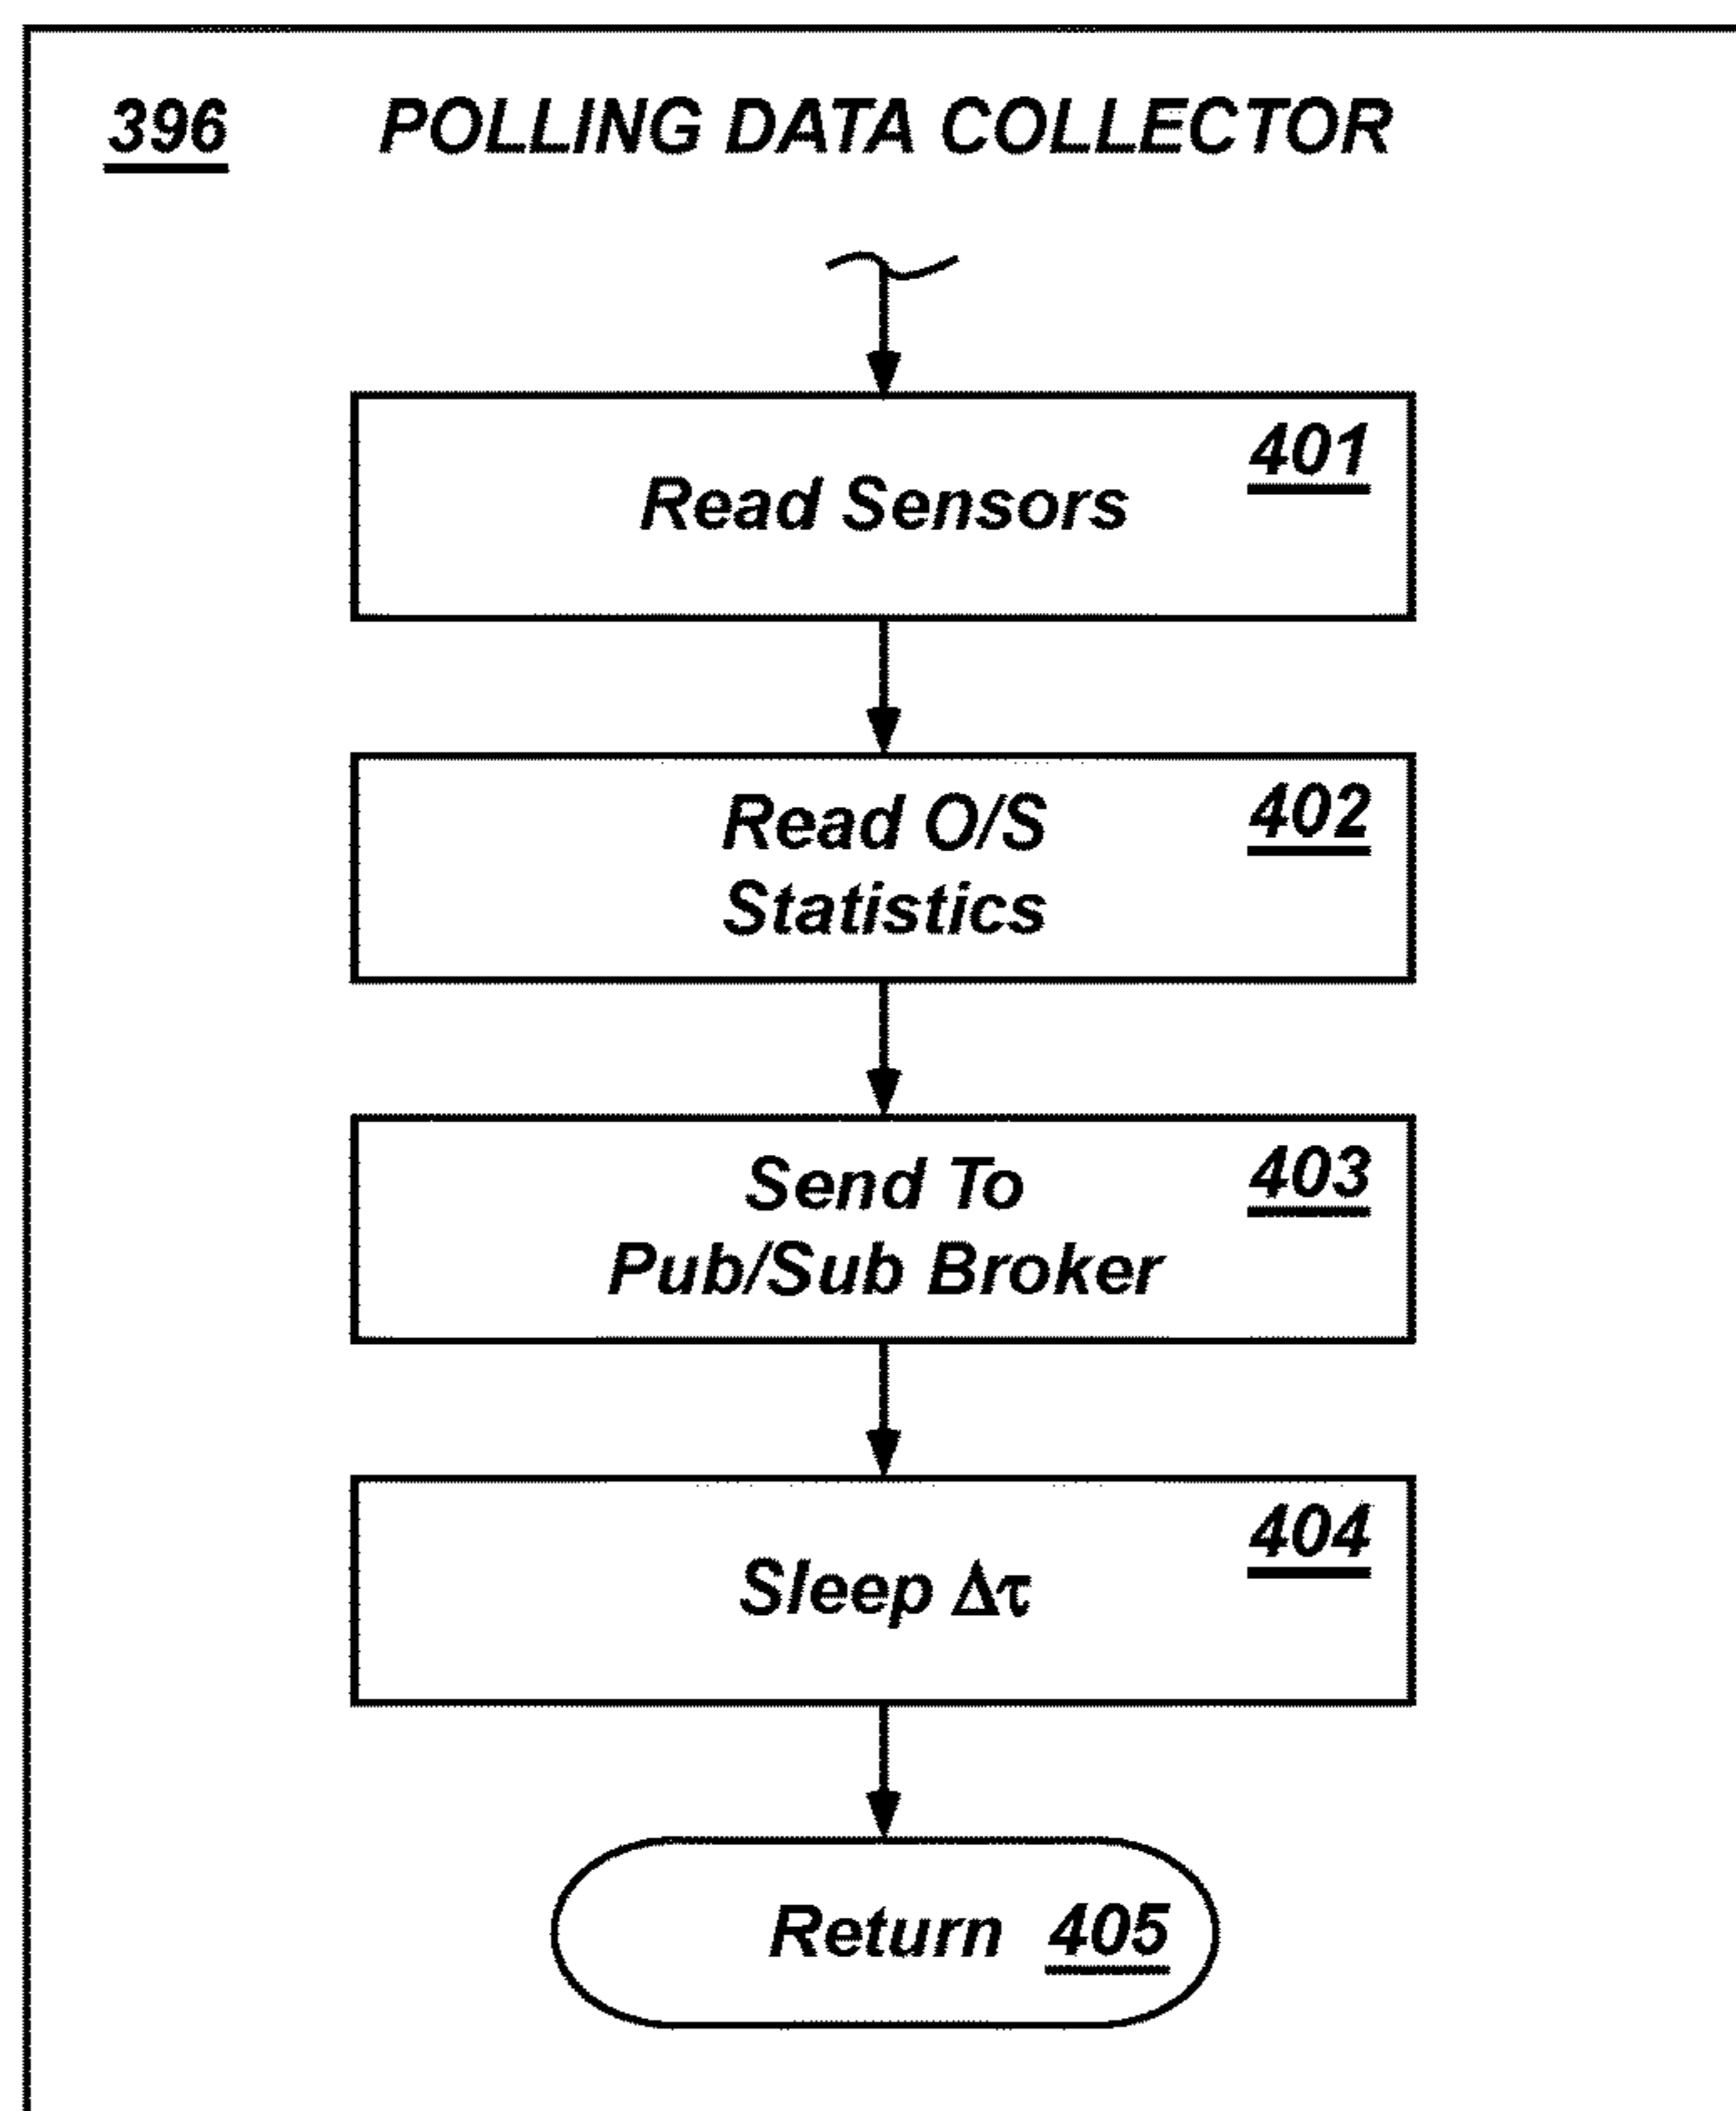 396 POLLING DATA COLLECTOR
401
Read Sensors
402
Read O/S
Statistics
403
Send To
Pub/Sub Broker
404
Sleep Δτ
Return 405